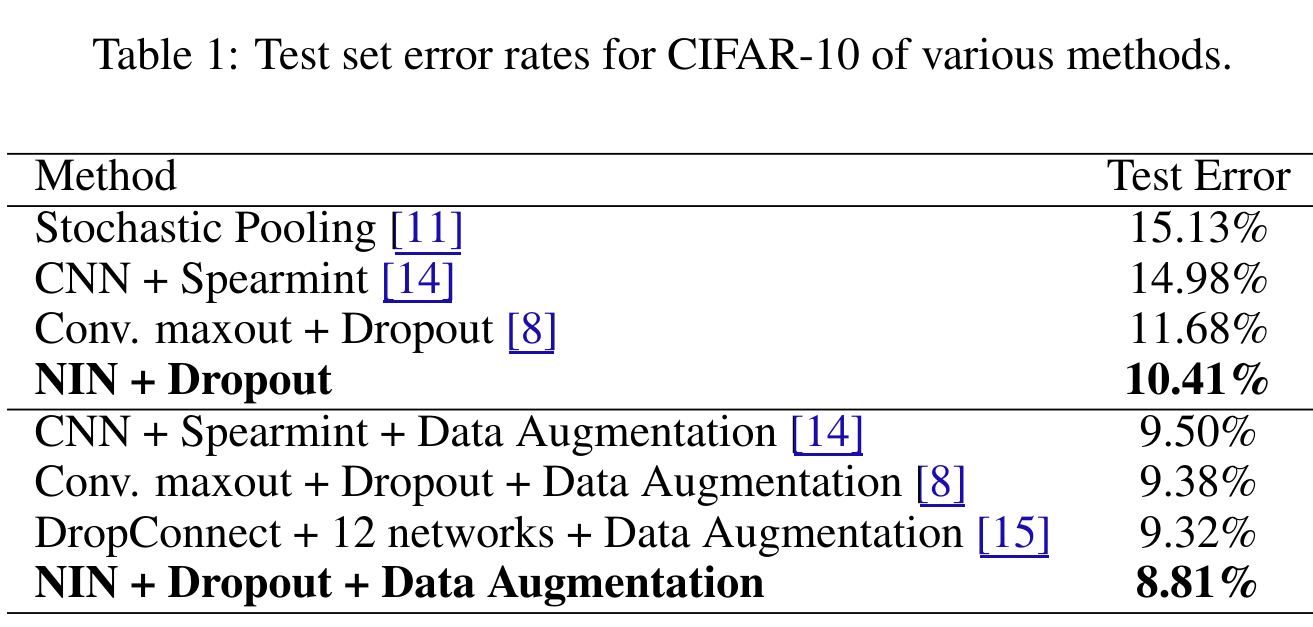 Table 1: Test set error rates for CIFAR-10 of various methods.
Method Test Error
Stochastic Pooling [11] 15.13%
CNN + Spearmint [14] 14.98%
Conv. maxout + Dropout [8] 11.68%
NIN + Dropout 10.41%
CNN + Spearmint + Data Augmentation [14] 9.50%
Conv. maxout + Dropout + Data Augmentation [8] 9.38%
DropConnect + 12 networks + Data Augmentation [15] 9.32%
NIN + Dropout + Data Augmentation 8.81%